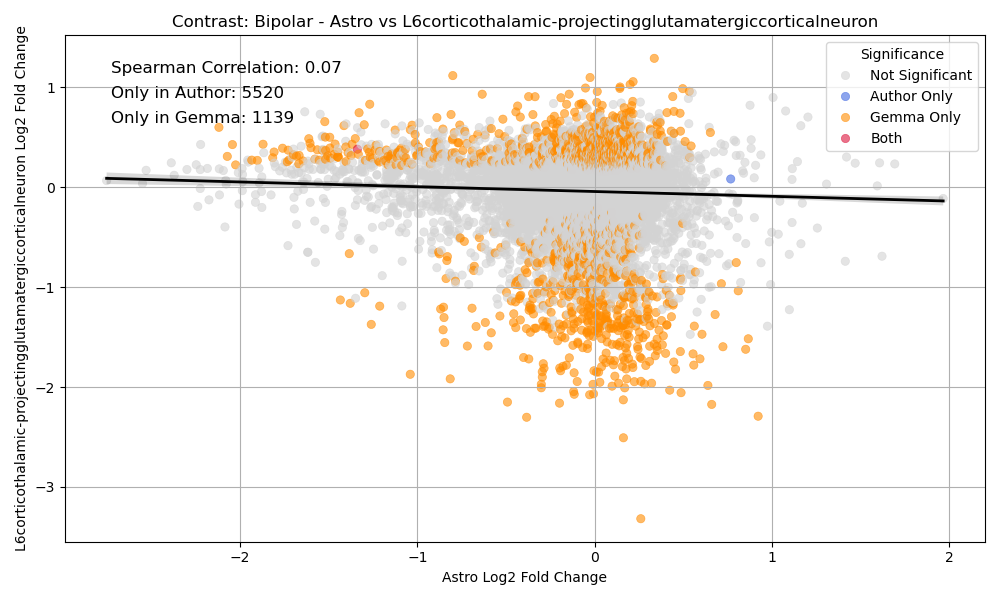 Contrast: Bipolar - Astro vs L6corticothalamic-projectingglutamatergiccorticalneuron
L6corticothalamic-projectingglutamatergiccorticalneuron Log2 Fold Change
1
0
−1
−2
−3
Spearman Correlation: 0.07
Only in Author: 5520
Only in Gemma: 1139
Significance
Not Significant
Author Only
Gemma Only
Both
−2
−1
0
1
2
Astro Log2 Fold Change